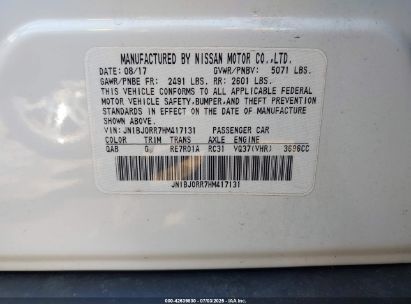 MANUFACTURED BY NISSAN MOTOR CO.,LTD.
DATE: 08/17 GVWR/PNBV: 5071 LBS.
GAWR/PNBE FR: 2491 LBS. RR: 2601 LBS.
THIS VEHICLE CONFORMS TO ALL APPLICABLE FEDERAL
MOTOR VEHICLE SAFETY, BUMPER, AND THEFT PREVENTION
STANDARDS IN EFFECT ON THE DATE OF MANUFACTURE
SHOWN ABOVE.
VIN: JN1BJ0RR7HM417131 PASSENGER CAR
COLOR TRIM TRANS AXLE ENGINE
QAB G RE7R01A RC31 VQ37(VHR) 3696CC
JN1BJ0RR7HM417131